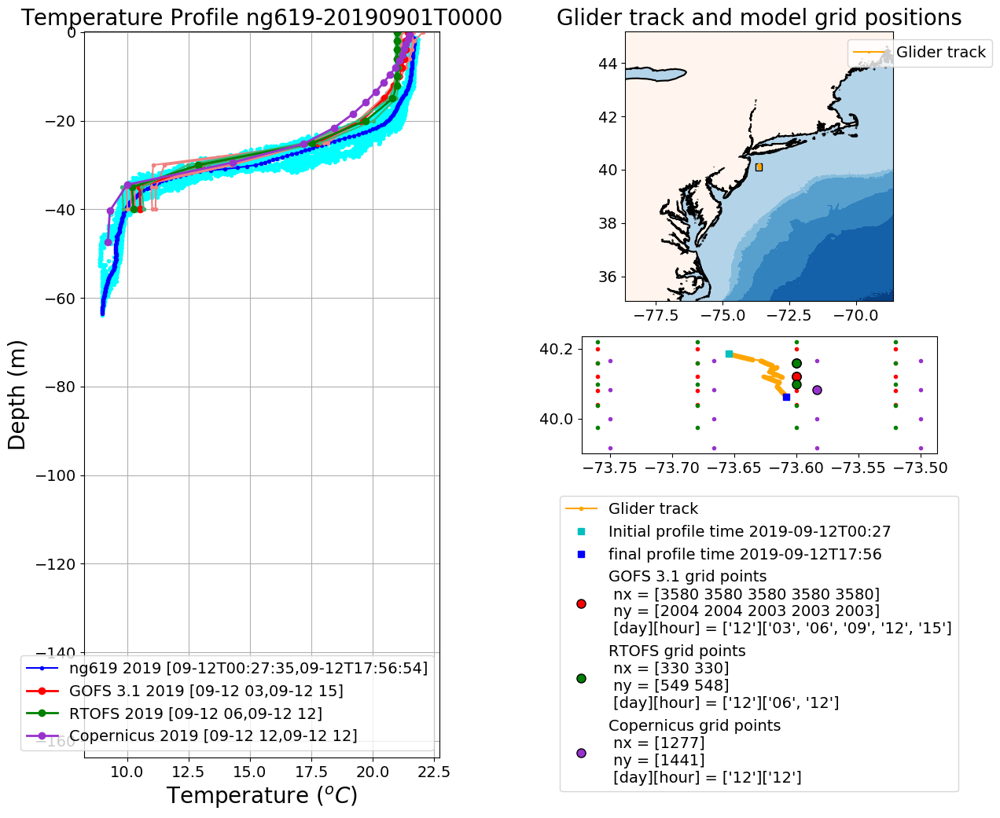 Temperature Profile ng619-20190901T0000
0
−20
−40
−60
−80
−100
−120
−140
−160
Depth (m)
ng619 2019 [09-12T00:27:35,09-12T17:56:54]
GOFS 3.1 2019 [09-12 03,09-12 15]
RTOFS 2019 [09-12 06,09-12 12]
Copernicus 2019 [09-12 12,09-12 12]
10.0 12.5 15.0 17.5 20.0 22.5
Temperature (°C)
Glider track and model grid positions
Glider track
44
42
40
38
36
−77.5 −75.0 −72.5 −70.0
40.2
40.0
−73.75 −73.70 −73.65 −73.60 −73.55 −73.50
Glider track
Initial profile time 2019-09-12T00:27
final profile time 2019-09-12T17:56
GOFS 3.1 grid points
nx = [3580 3580 3580 3580 3580]
ny = [2004 2004 2003 2003 2003]
[day][hour] = ['12']['03', '06', '09', '12', '15']
RTOFS grid points
nx = [330 330]
ny = [549 548]
[day][hour] = ['12']['06', '12']
Copernicus grid points
nx = [1277]
ny = [1441]
[day][hour] = ['12']['12']